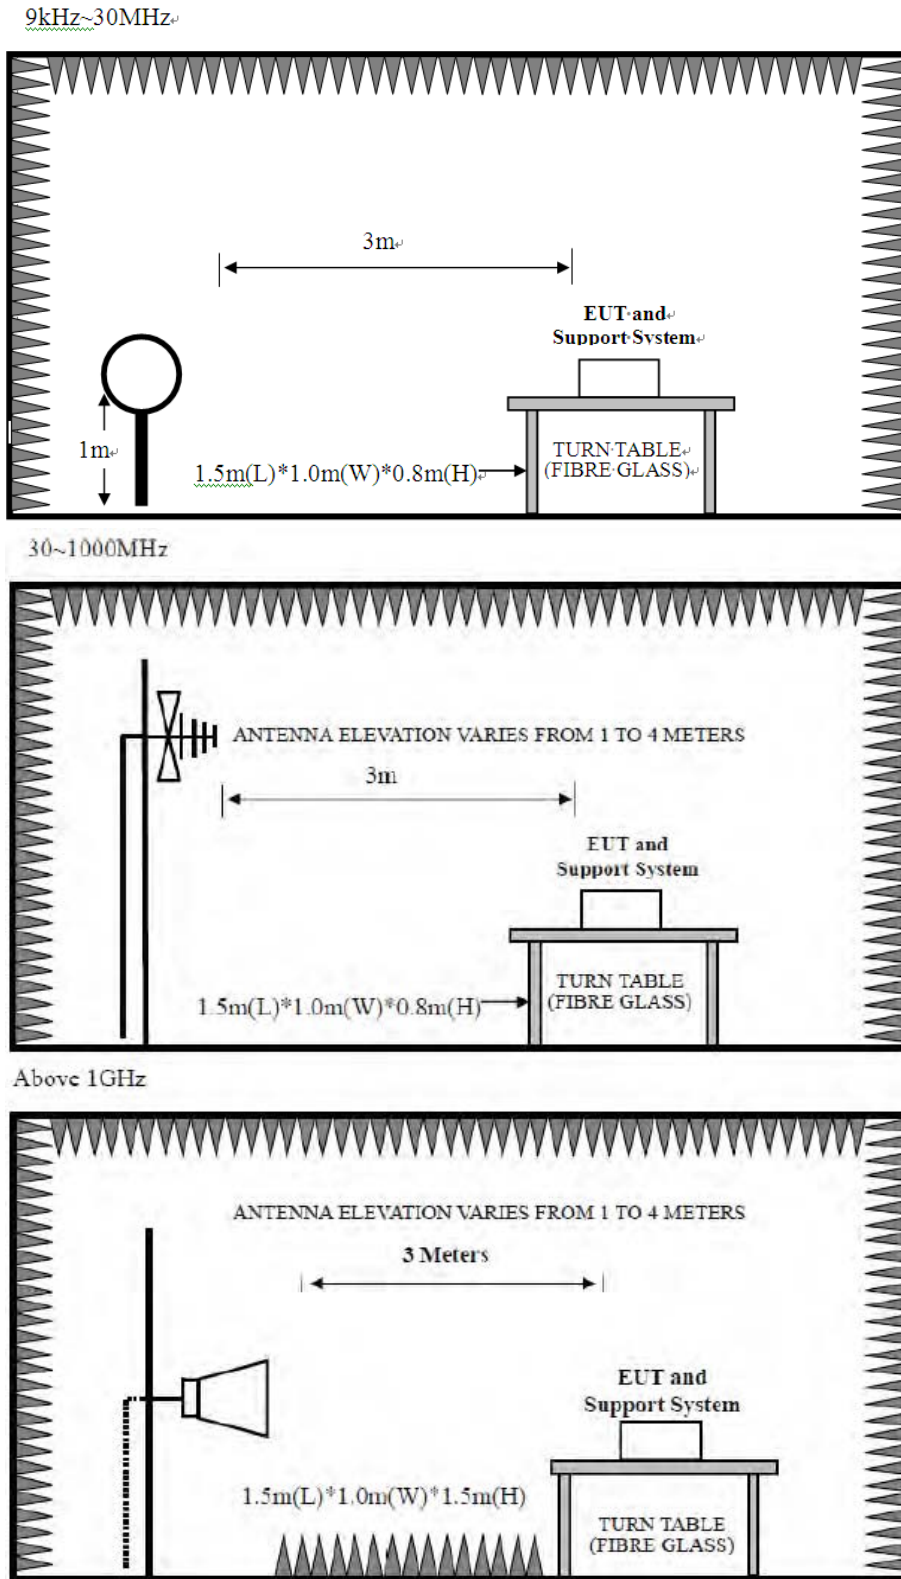 9kHz~30MHz
3m
EUT and
Support System
1m
TURN TABLE
(FIBRE GLASS)
1.5m(L)*1.0m(W)*0.8m(H)
30~1000MHz
ANTENNA ELEVATION VARIES FROM 1 TO 4 METERS
3m
EUT and
Support System
TURN TABLE
(FIBRE GLASS)
1.5m(L)*1.0m(W)*0.8m(H)
Above 1GHz
ANTENNA ELEVATION VARIES FROM 1 TO 4 METERS
3 Meters
EUT and
Support System
1.5m(L)*1.0m(W)*1.5m(H)
TURN TABLE
(FIBRE GLASS)